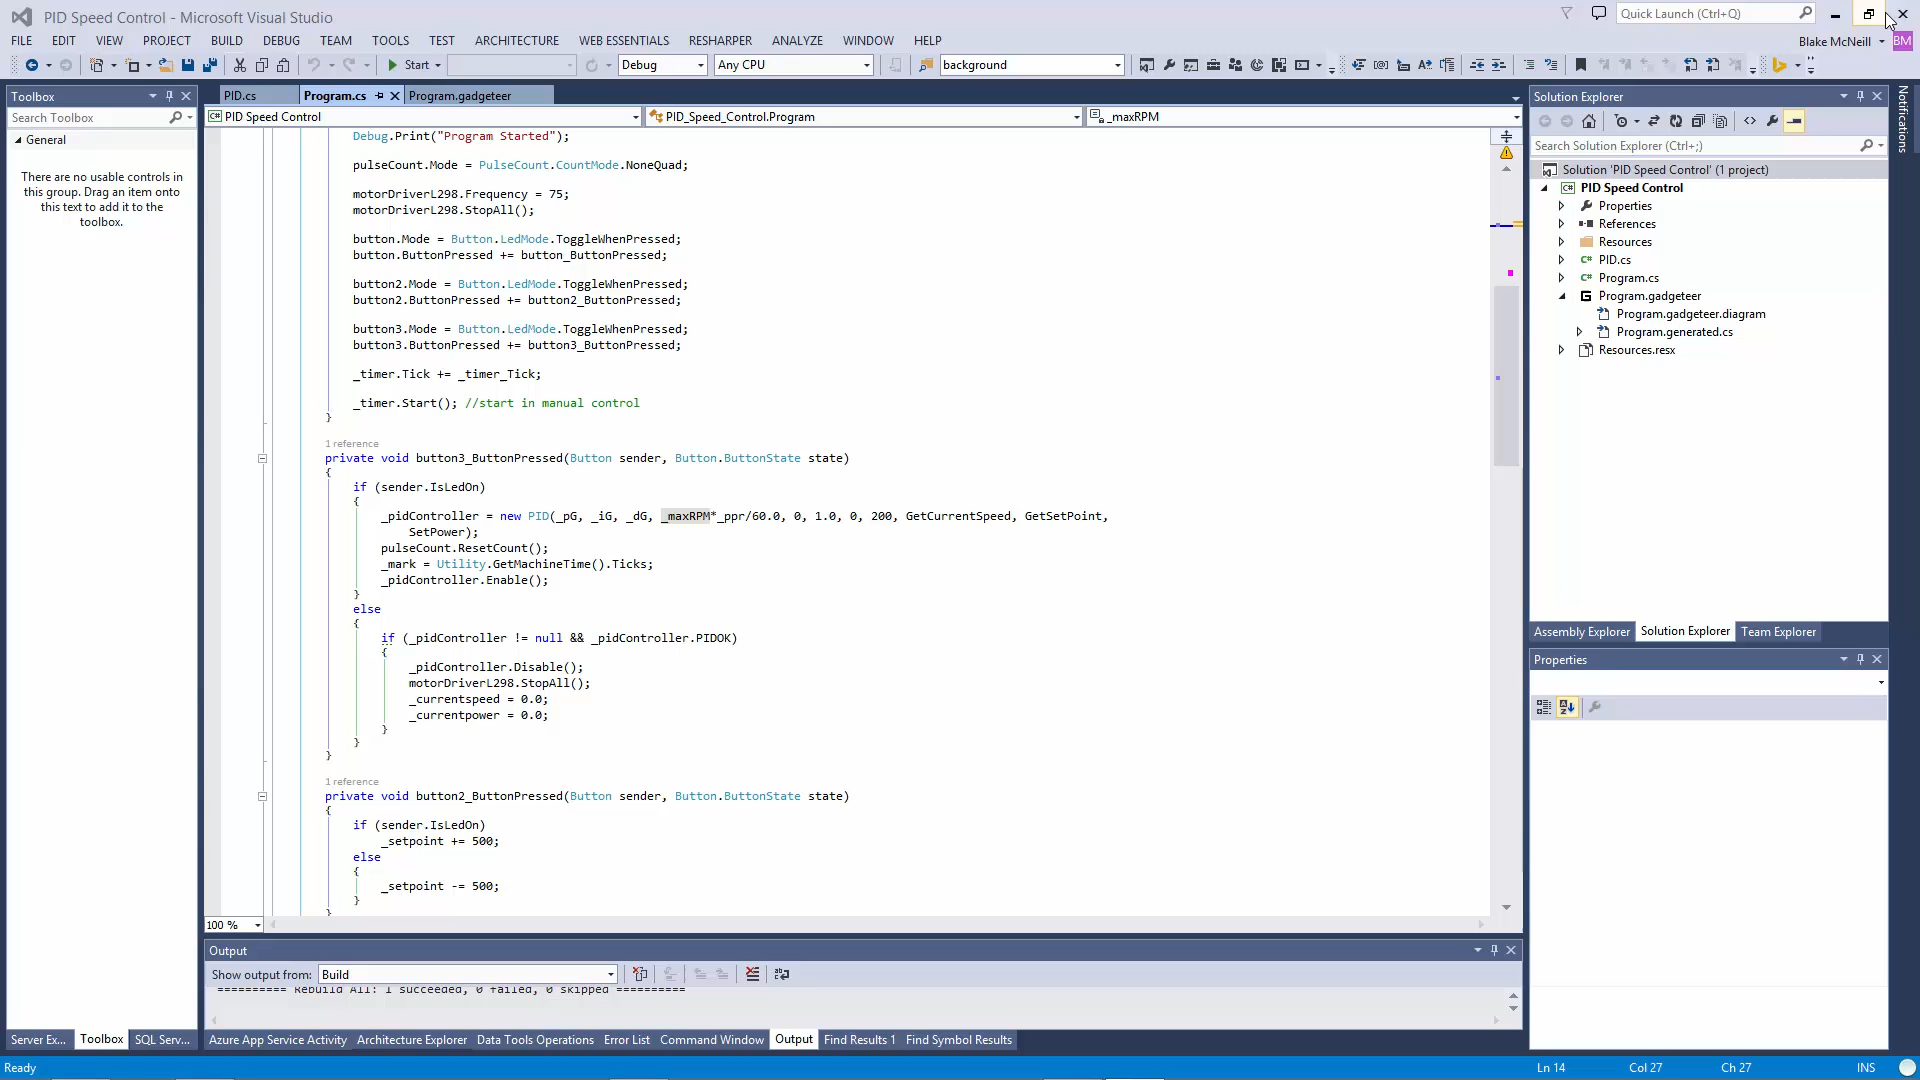 PID Speed Control - Microsoft Visual Studio
Quick Launch (Ctrl+Q)
FILE EDIT VIEW PROJECT BUILD DEBUG TEAM TOOLS TEST ARCHITECTURE WEB ESSENTIALS RESHARPER ANALYZE WINDOW HELP
Blake McNeill BM
Start Debug Any CPU background
Toolbox
Search Toolbox
General
There are no usable controls in
this group. Drag an item onto
this text to add it to the
toolbox.
PID.cs Program.cs Program.gadgeteer
PID Speed Control PID_Speed_Control.Program _maxRPM
Debug.Print("Program Started");
pulseCount.Mode = PulseCount.CountMode.NoneQuad;
motorDriverL298.Frequency = 75;
motorDriverL298.StopAll();
button.Mode = Button.LedMode.ToggleWhenPressed;
button.ButtonPressed += button_ButtonPressed;
button2.Mode = Button.LedMode.ToggleWhenPressed;
button2.ButtonPressed += button2_ButtonPressed;
button3.Mode = Button.LedMode.ToggleWhenPressed;
button3.ButtonPressed += button3_ButtonPressed;
_timer.Tick += _timer_Tick;
_timer.Start(); //start in manual control
}
1 reference
private void button3_ButtonPressed(Button sender, Button.ButtonState state)
{
if (sender.IsLedOn)
{
_pidController = new PID(_pG, _iG, _dG, _maxRPM*_ppr/60.0, 0, 1.0, 0, 200, GetCurrentSpeed, GetSetPoint,
SetPower);
pulseCount.ResetCount();
_mark = Utility.GetMachineTime().Ticks;
_pidController.Enable();
}
else
{
if (_pidController != null && _pidController.PIDOK)
{
_pidController.Disable();
motorDriverL298.StopAll();
_currentspeed = 0.0;
_currentpower = 0.0;
}
}
}
1 reference
private void button2_ButtonPressed(Button sender, Button.ButtonState state)
{
if (sender.IsLedOn)
_setpoint += 500;
else
{
_setpoint -= 500;
}
}
100 %
Output
Show output from: Build
========== Rebuild All: 1 succeeded, 0 failed, 0 skipped ==========
Server Ex... Toolbox SQL Serv...
Azure App Service Activity Architecture Explorer Data Tools Operations Error List Command Window Output Find Results 1 Find Symbol Results
Solution Explorer
Search Solution Explorer (Ctrl+;)
Solution 'PID Speed Control' (1 project)
PID Speed Control
Properties
References
Resources
PID.cs
Program.cs
Program.gadgeteer
Program.gadgeteer.diagram
Program.generated.cs
Resources.resx
Assembly Explorer Solution Explorer Team Explorer
Properties
Notifications
Ready Ln 14 Col 27 Ch 27 INS